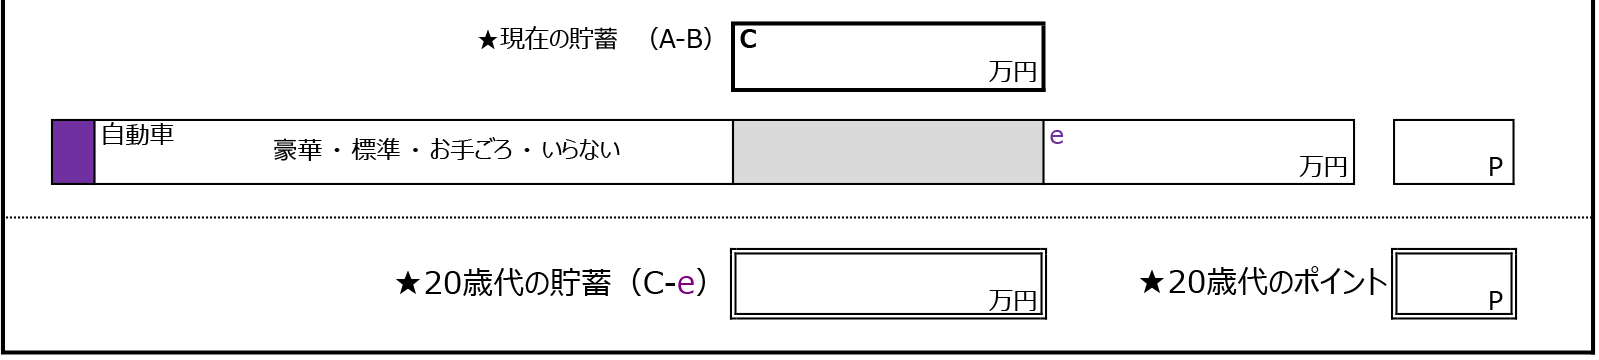 ★現在の貯蓄　（A-B）
C
万円
自動車
豪華 ・ 標準 ・ お手ごろ ・ いらない
e
万円
P
★20歳代の貯蓄（C-e）
万円
★20歳代のポイント
P